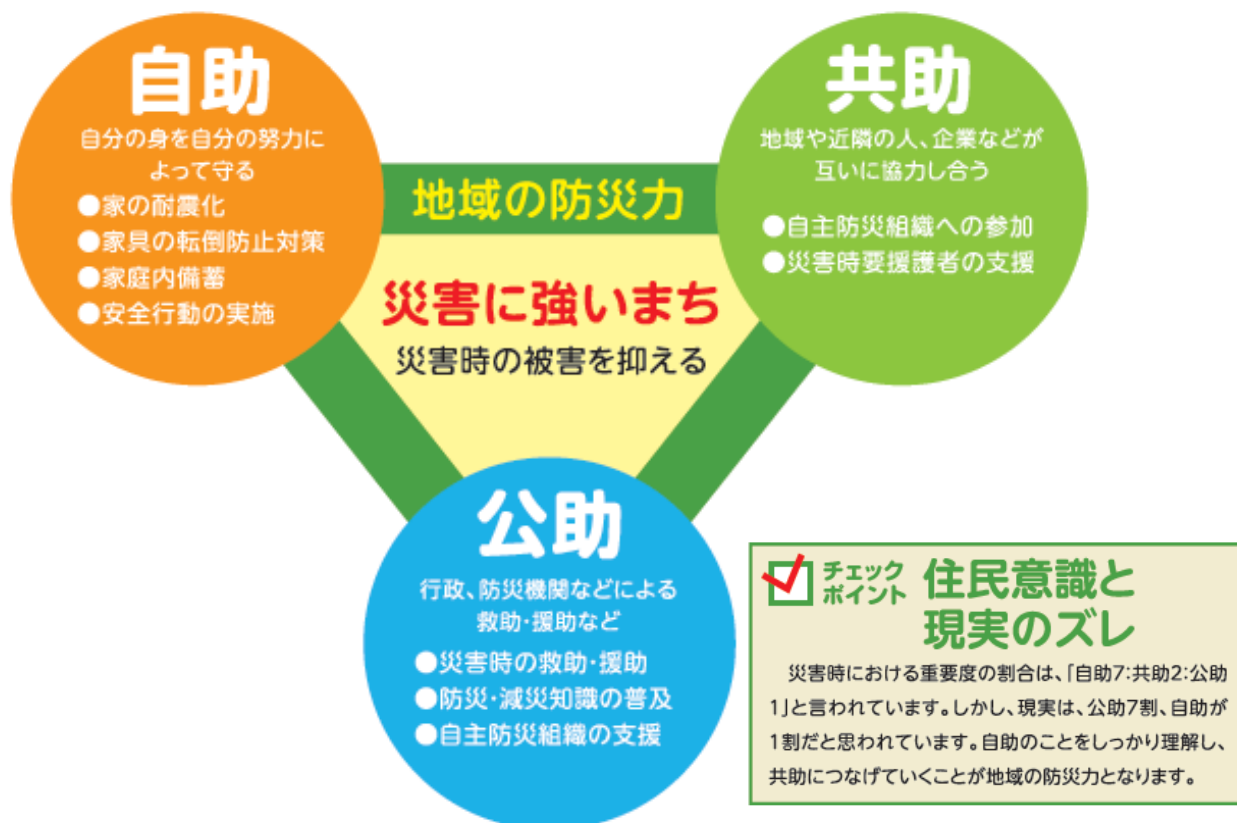 自助
自分の身を自分の努力に
よって守る
●家の耐震化
●家具の転倒防止対策
●家庭内備蓄
●安全行動の実施
共助
地域や近隣の人、企業などが
互いに協力し合う
●自主防災組織への参加
●災害時要援護者の支援
地域の防災力
災害に強いまち
災害時の被害を抑える
公助
行政、防災機関などによる
救助・援助など
●災害時の救助・援助
●防災・減災知識の普及
●自主防災組織の支援
チェック
ポイント
住民意識と
現実のズレ
災害時における重要度の割合は、「自助7:共助2:公助
1」と言われています。しかし、現実は、公助7割、自助が
1割だと思われています。自助のことをしっかり理解し、
共助につなげていくことが地域の防災力となります。